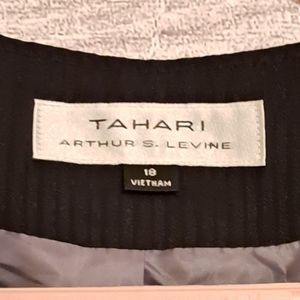 TAHARI
ARTHUR S. LEVINE
18
VIETNAM